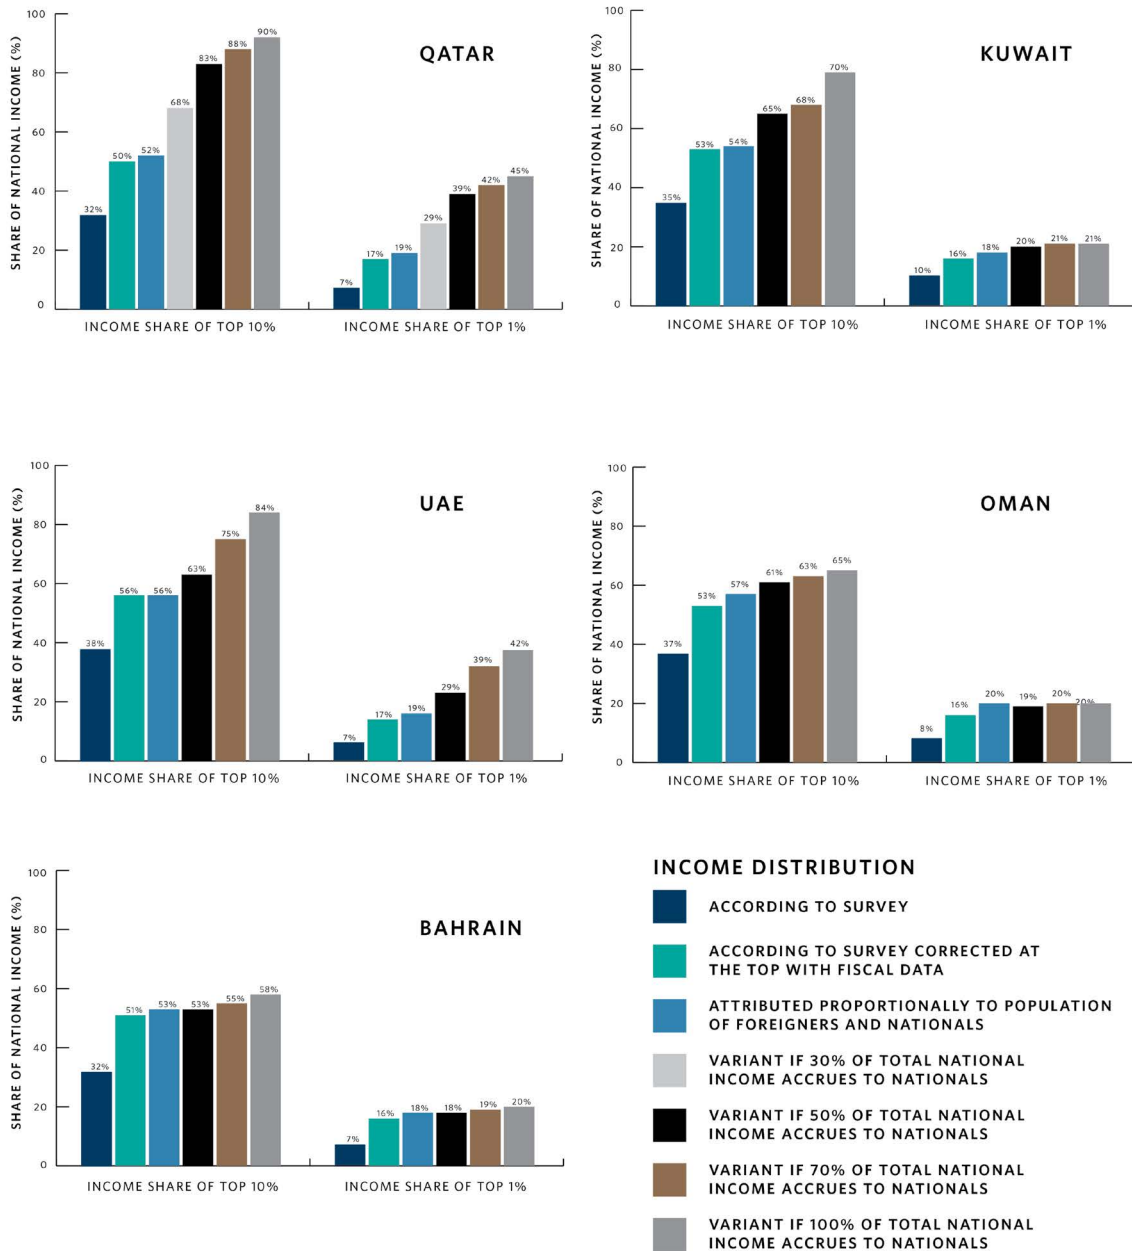 QATAR
SHARE OF NATIONAL INCOME (%)
100
80
60
40
20
0
32%
50%
52%
68%
83%
88%
90%
7%
17%
19%
29%
39%
42%
45%
INCOME SHARE OF TOP 10%
INCOME SHARE OF TOP 1%
KUWAIT
SHARE OF NATIONAL INCOME (%)
100
80
60
40
20
0
35%
53%
54%
65%
68%
70%
10%
16%
18%
20%
21%
21%
INCOME SHARE OF TOP 10%
INCOME SHARE OF TOP 1%
UAE
SHARE OF NATIONAL INCOME (%)
100
80
60
40
20
0
38%
56%
56%
63%
75%
84%
7%
17%
19%
29%
39%
42%
INCOME SHARE OF TOP 10%
INCOME SHARE OF TOP 1%
OMAN
SHARE OF NATIONAL INCOME (%)
100
80
60
40
20
0
37%
53%
57%
61%
63%
65%
8%
16%
20%
19%
20%
20%
INCOME SHARE OF TOP 10%
INCOME SHARE OF TOP 1%
BAHRAIN
SHARE OF NATIONAL INCOME (%)
100
80
60
40
20
0
32%
51%
53%
53%
55%
58%
7%
16%
18%
18%
19%
20%
INCOME SHARE OF TOP 10%
INCOME SHARE OF TOP 1%
INCOME DISTRIBUTION
ACCORDING TO SURVEY
ACCORDING TO SURVEY CORRECTED AT
THE TOP WITH FISCAL DATA
ATTRIBUTED PROPORTIONALLY TO POPULATION
OF FOREIGNERS AND NATIONALS
VARIANT IF 30% OF TOTAL NATIONAL
INCOME ACCRUES TO NATIONALS
VARIANT IF 50% OF TOTAL NATIONAL
INCOME ACCRUES TO NATIONALS
VARIANT IF 70% OF TOTAL NATIONAL
INCOME ACCRUES TO NATIONALS
VARIANT IF 100% OF TOTAL NATIONAL
INCOME ACCRUES TO NATIONALS